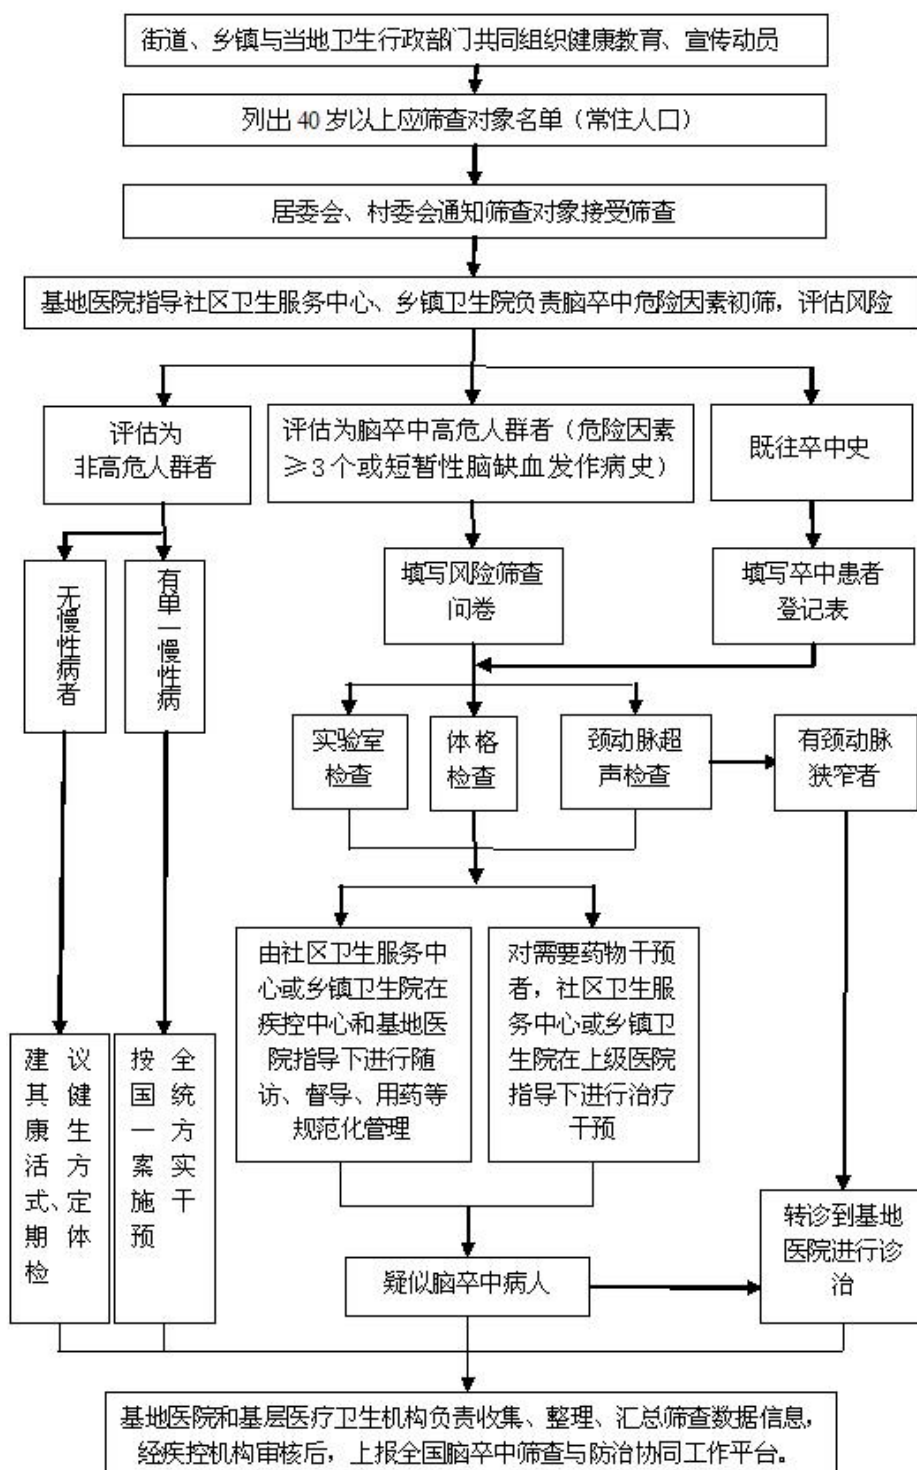 街道、乡镇与当地卫生行政部门共同组织健康教育、宣传动员
列出 40 岁以上应筛查对象名单（常住人口）
居委会、村委会通知筛查对象接受筛查
基地医院指导社区卫生服务中心、乡镇卫生院负责脑卒中危险因素初筛，评估风险
评估为
非高危人群者
评估为脑卒中高危人群者（危险因素
≥3个或短暂性脑缺血发作病史）
既往卒中史
无慢性病者
有单一慢性病
填写风险筛查
问卷
填写卒中患者
登记表
实验室
检查
体格
检查
颈动脉超
声检查
有颈动脉
狭窄者
由社区卫生服务中
心或乡镇卫生院在
疾控中心和基地医
院指导下进行随
访、督导、用药等
规范化管理
对需要药物干预
者，社区卫生服
务中心或乡镇卫
生院在上级医院
指导下进行治疗
干预
建议
其健
康生
活方
式、定
期体
检
按全
国统
一方
案实
施干
预
转诊到基地
医院进行诊
治
疑似脑卒中病人
基地医院和基层医疗卫生机构负责收集、整理、汇总筛查数据信息，
经疾控机构审核后，上报全国脑卒中筛查与防治协同工作平台。